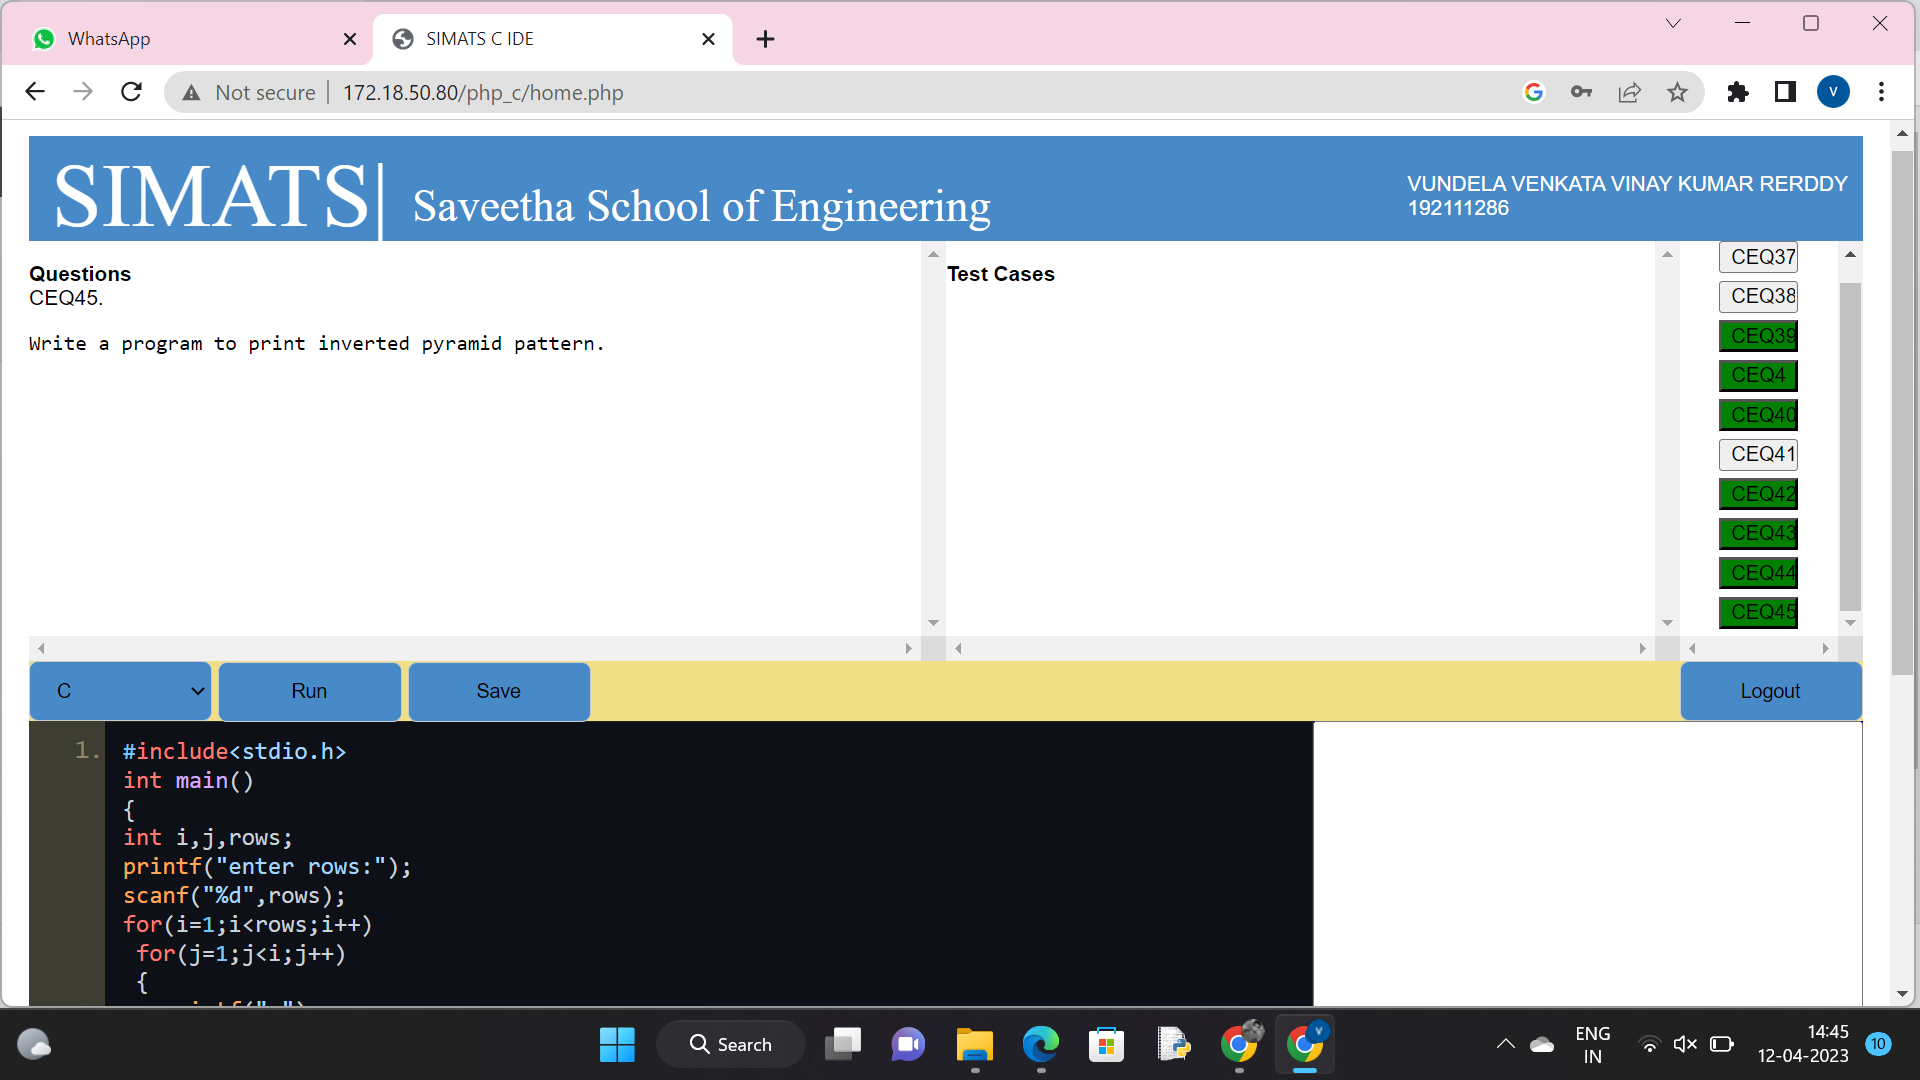 WhatsApp
SIMATS C IDE
Not secure
172.18.50.80/php_c/home.php
V
SIMATS|
Saveetha School of Engineering
VUNDELA VENKATA VINAY KUMAR RERDDY
192111286
Questions
CEQ45.
Write a program to print inverted pyramid pattern.
Test Cases
CEQ37
CEQ38
CEQ39
CEQ4
CEQ40
CEQ41
CEQ42
CEQ43
CEQ44
CEQ45
C
Run
Save
Logout
1.
#include<stdio.h>
int main()
{
int i,j,rows;
printf("enter rows:");
scanf("%d",rows);
for(i=1;i<rows;i++)
for(j=1;j<i;j++)
{
Search
V
ENG
IN
14:45
12-04-2023
10